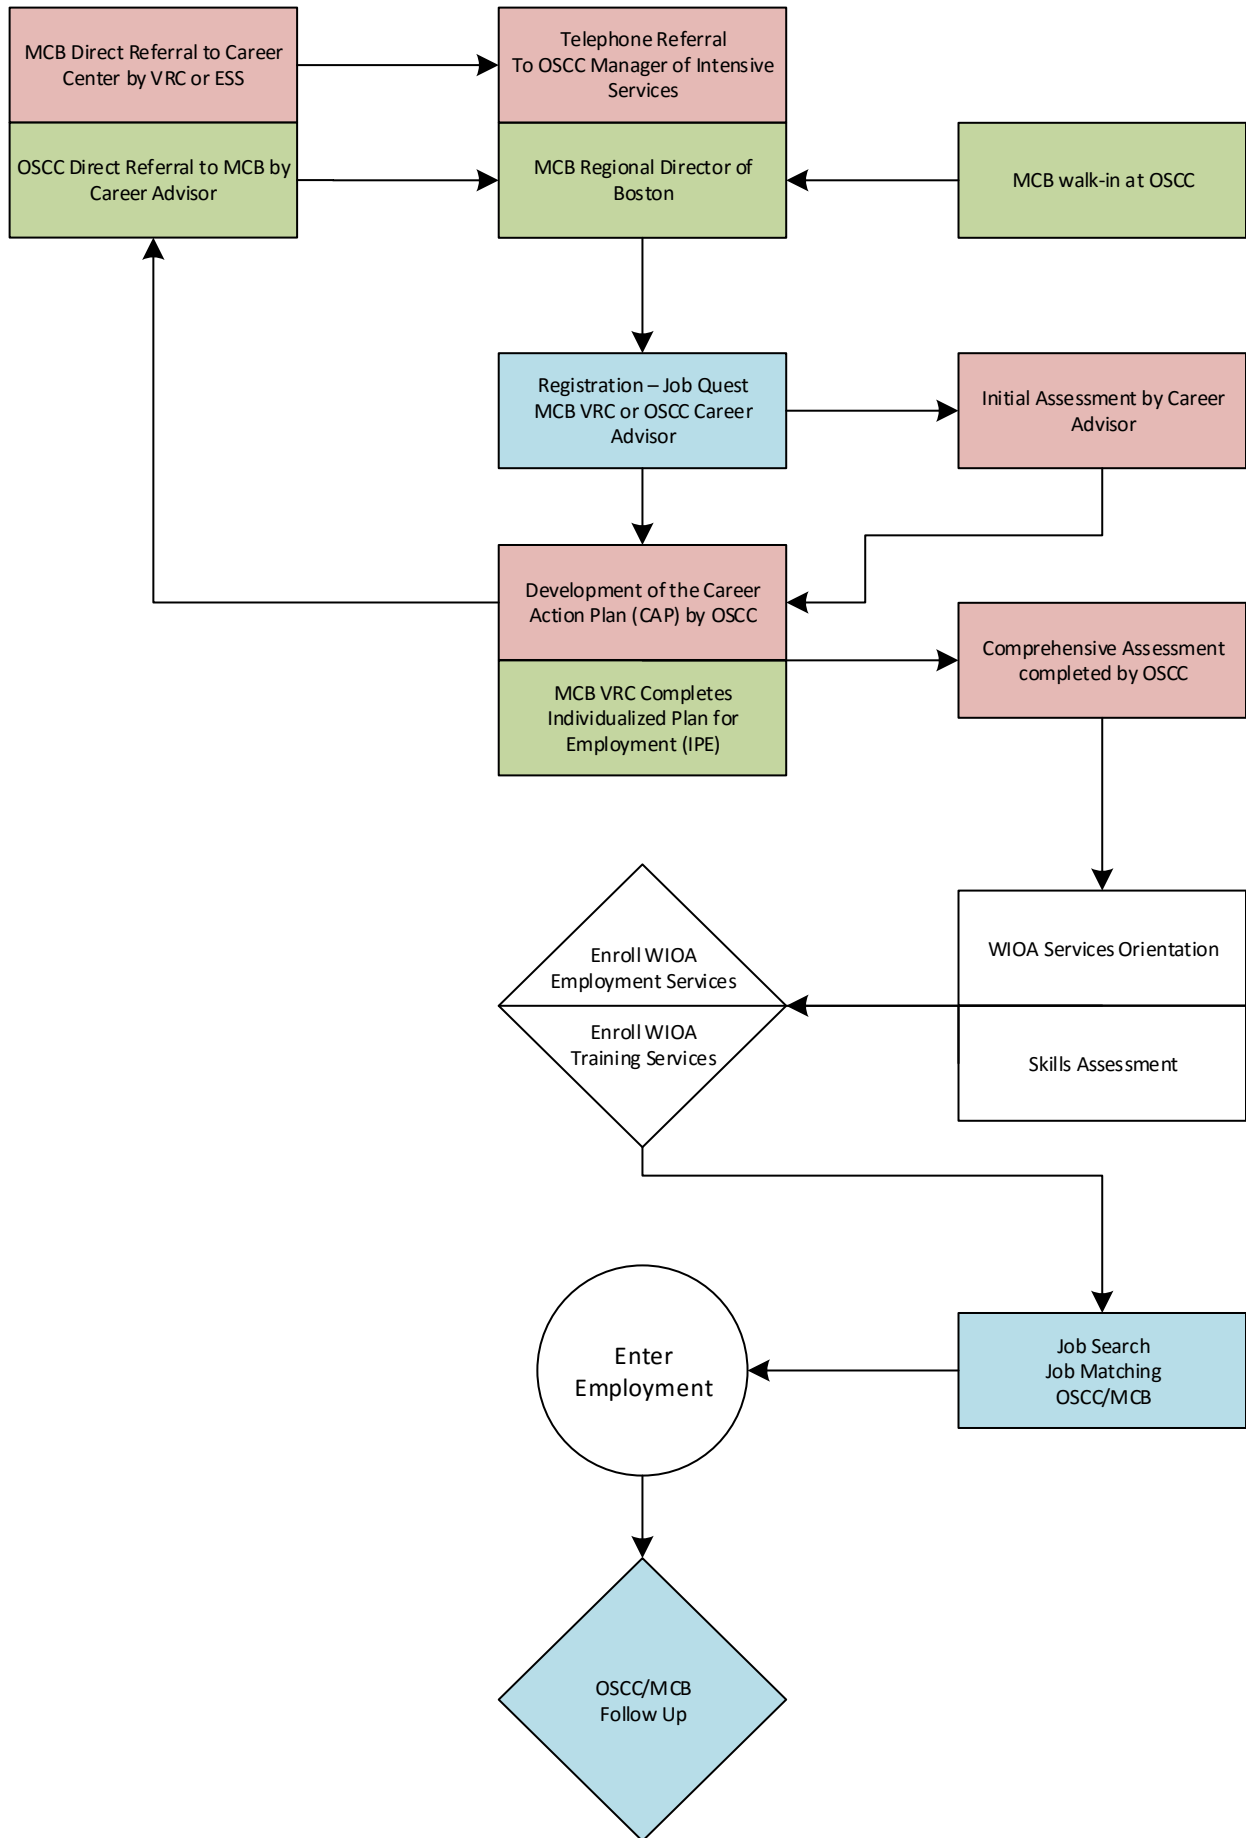 MCB Direct Referral to Career
Center by VRC or ESS
Telephone Referral
To OSCC Manager of Intensive
Services
OSCC Direct Referral to MCB by
Career Advisor
MCB Regional Director of
Boston
MCB walk-in at OSCC
Registration – Job Quest
MCB VRC or OSCC Career
Advisor
Initial Assessment by Career
Advisor
Development of the Career
Action Plan (CAP) by OSCC
Comprehensive Assessment
completed by OSCC
MCB VRC Completes
Individualized Plan for
Employment (IPE)
Enroll WIOA
Employment Services
WIOA Services Orientation
Enroll WIOA
Training Services
Skills Assessment
Enter
Employment
Job Search
Job Matching
OSCC/MCB
OSCC/MCB
Follow Up